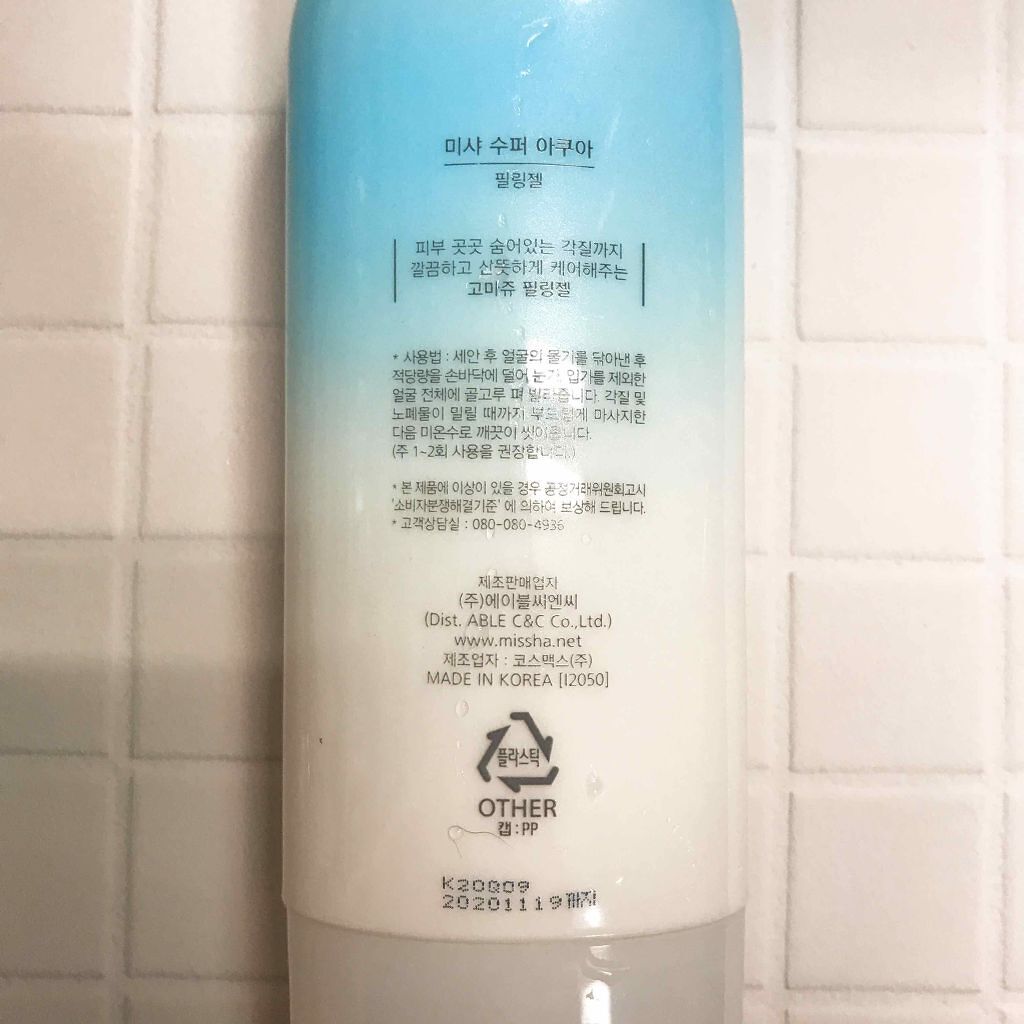 미샤 수퍼 아쿠아
필링젤
피부 곳곳 숨어있는 각질까지
깔끔하고 산뜻하게 케어해주는
고마쥬 필링젤
* 사용법 : 세안 후 얼굴의 물기를 닦아낸 후
적당량을 손바닥에 덜어 눈가, 입가를 제외한
얼굴 전체에 골고루 펴 발라줍니다. 각질 및
노폐물이 밀릴 때까지 부드럽게 마사지한
다음 미온수로 깨끗이 씻어줍니다.
(주 1~2회 사용을 권장합니다.)
* 본 제품에 이상이 있을 경우 공정거래위원회고시
'소비자분쟁해결기준' 에 의하여 보상해 드립니다.
* 고객상담실 : 080-080-4936
제조판매업자
(주)에이블씨엔씨
(Dist. ABLE C&C Co.,Ltd.)
www.missha.net
제조업자 : 코스맥스(주)
MADE IN KOREA [I2050]
플라스틱
OTHER
캡 : PP
K20Q09
20201119까지